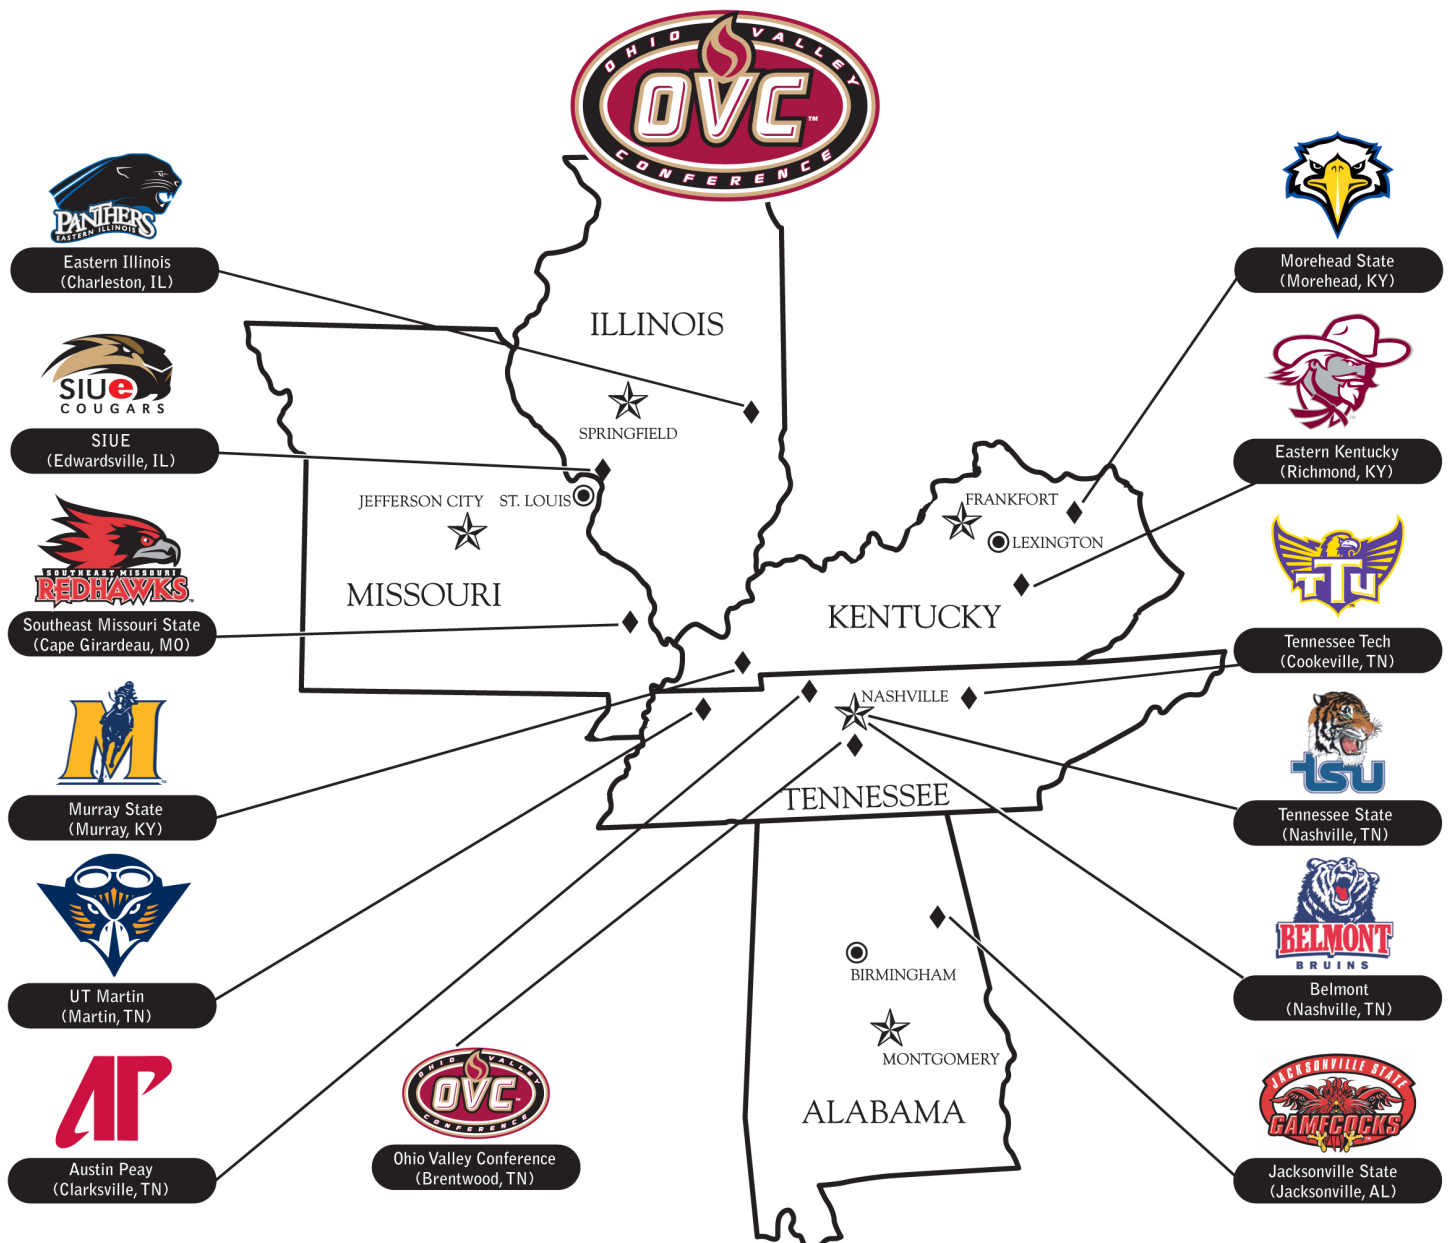 OHIO VALLEY
OVC™
CONFERENCE
PANTHERS
EASTERN ILLINOIS
Eastern Illinois
(Charleston, IL)
SIUe
COUGARS
SIUE
(Edwardsville, IL)
SOUTHEAST MISSOURI
REDHAWKS
Southeast Missouri State
(Cape Girardeau, MO)
M
Murray State
(Murray, KY)
UT Martin
(Martin, TN)
AP
Austin Peay
(Clarksville, TN)
OHIO VALLEY
OVC
CONFERENCE
Ohio Valley Conference
(Brentwood, TN)
ILLINOIS
SPRINGFIELD
JEFFERSON CITY
ST. LOUIS
MISSOURI
FRANKFORT
LEXINGTON
KENTUCKY
NASHVILLE
TENNESSEE
BIRMINGHAM
MONTGOMERY
ALABAMA
Morehead State
(Morehead, KY)
Eastern Kentucky
(Richmond, KY)
TTU
Tennessee Tech
(Cookeville, TN)
tsu
Tennessee State
(Nashville, TN)
BELMONT
BRUINS
Belmont
(Nashville, TN)
JACKSONVILLE STATE
GAMECOCKS
Jacksonville State
(Jacksonville, AL)